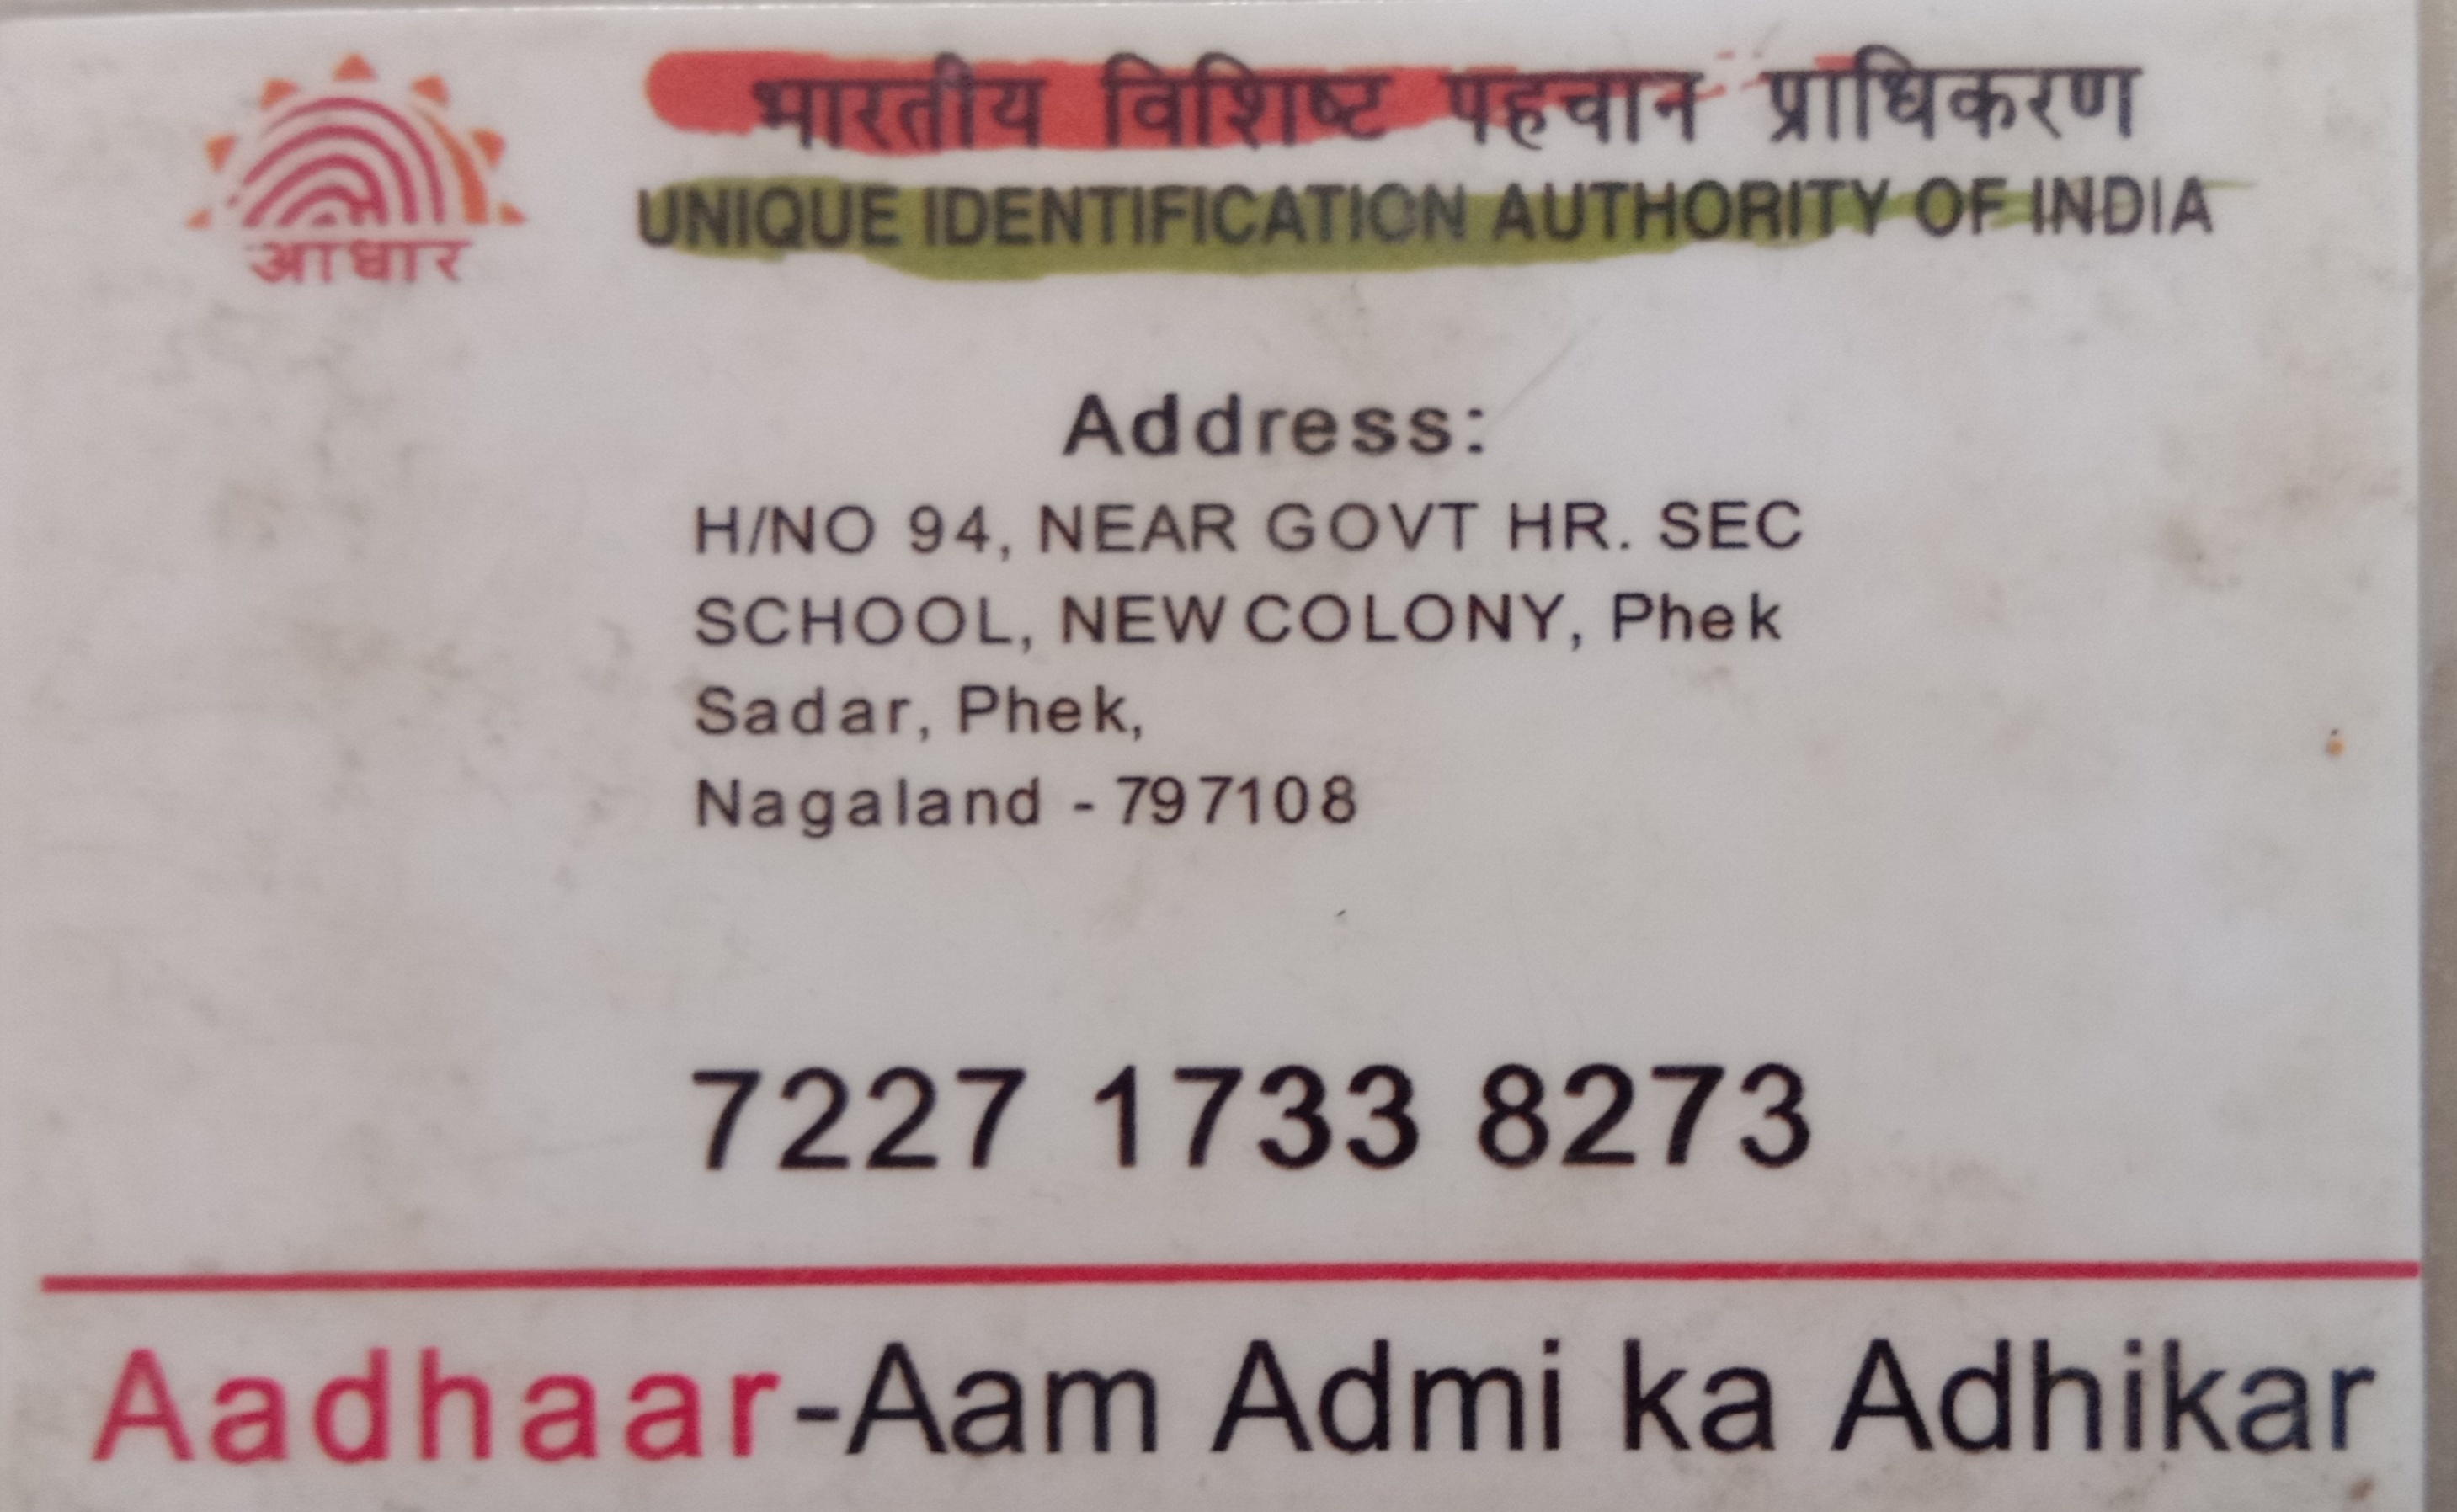 भारतीय विशिष्ट पहचान प्राधिकरण
UNIQUE IDENTIFICATION AUTHORITY OF INDIA
आधार
Address:
H/NO 94, NEAR GOVT HR. SEC
SCHOOL, NEW COLONY, Phek
Sadar, Phek,
Nagaland - 797108
7227 1733 8273
Aadhaar-Aam Admi ka Adhikar